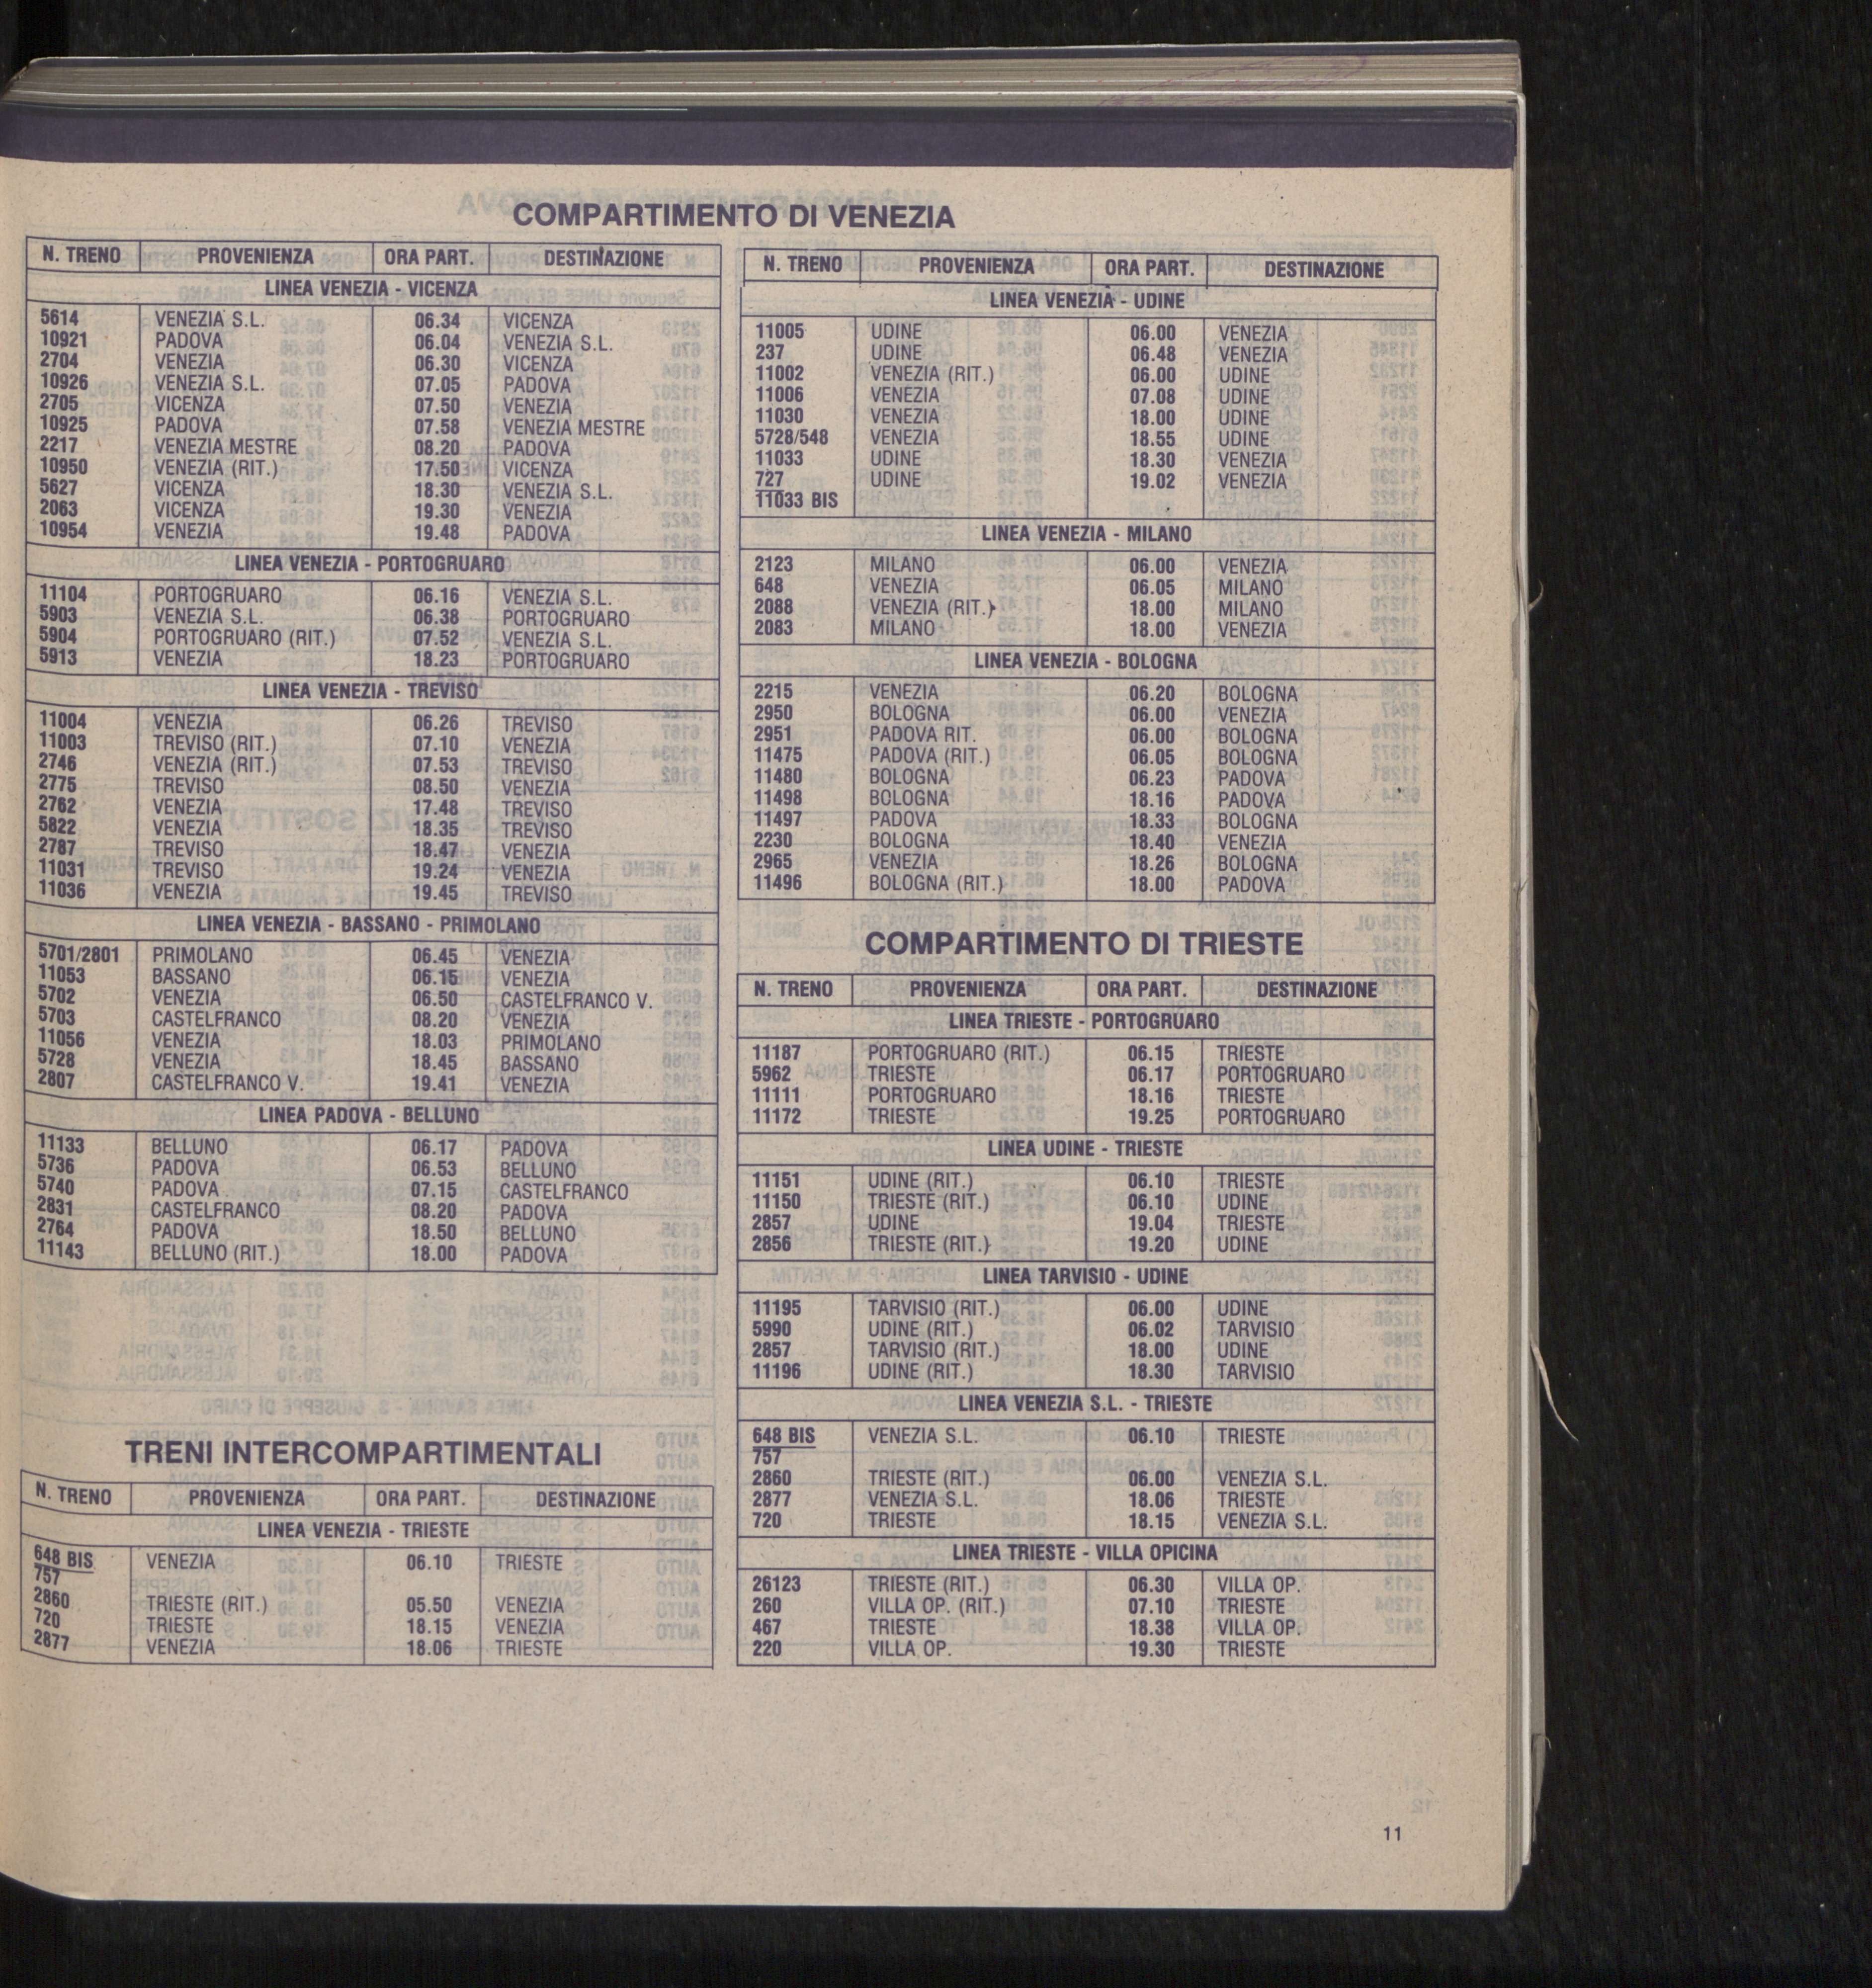 COMPARTIMENTO DI VENEZIA
N. TRENO PROVENIENZA ORA PART. DESTINAZIONE
LINEA VENEZIA - VICENZA
5614 VENEZIA S.L. 06.34 VICENZA
10921 PADOVA 06.04 VENEZIA S.L.
2704 VENEZIA 06.30 VICENZA
10926 VENEZIA S.L. 07.05 PADOVA
2705 VICENZA 07.50 VENEZIA
10925 PADOVA 07.58 VENEZIA MESTRE
2217 VENEZIA MESTRE 08.20 PADOVA
10950 VENEZIA (RIT.) 17.50 VICENZA
5627 VICENZA 18.30 VENEZIA S.L.
2063 VICENZA 19.30 VENEZIA
10954 VENEZIA 19.48 PADOVA
LINEA VENEZIA - PORTOGRUARO
11104 PORTOGRUARO 06.16 VENEZIA S.L.
5903 VENEZIA S.L. 06.38 PORTOGRUARO
5904 PORTOGRUARO (RIT.) 07.52 VENEZIA S.L.
5913 VENEZIA 18.23 PORTOGRUARO
LINEA VENEZIA - TREVISO
11004 VENEZIA 06.26 TREVISO
11003 TREVISO (RIT.) 07.10 VENEZIA
2746 VENEZIA (RIT.) 07.53 TREVISO
2775 TREVISO 08.50 VENEZIA
2762 VENEZIA 17.48 TREVISO
5822 VENEZIA 18.35 TREVISO
2787 TREVISO 18.47 VENEZIA
11031 TREVISO 19.24 VENEZIA
11036 VENEZIA 19.45 TREVISO
LINEA VENEZIA - BASSANO - PRIMOLANO
5701/2801 PRIMOLANO 06.45 VENEZIA
11053 BASSANO 06.15 VENEZIA
5702 VENEZIA 06.50 CASTELFRANCO V.
5703 CASTELFRANCO 08.20 VENEZIA
11056 VENEZIA 18.03 PRIMOLANO
5728 VENEZIA 18.45 BASSANO
2807 CASTELFRANCO V. 19.41 VENEZIA
LINEA PADOVA - BELLUNO
11133 BELLUNO 06.17 PADOVA
5736 PADOVA 06.53 BELLUNO
5740 PADOVA 07.15 CASTELFRANCO
2831 CASTELFRANCO 08.20 PADOVA
2764 PADOVA 18.50 BELLUNO
11143 BELLUNO (RIT.) 18.00 PADOVA
TRENI INTERCOMPARTIMENTALI
N. TRENO PROVENIENZA ORA PART. DESTINAZIONE
LINEA VENEZIA - TRIESTE
648 BIS VENEZIA 06.10 TRIESTE
757
2860 TRIESTE (RIT.) 05.50 VENEZIA
720 TRIESTE 18.15 VENEZIA
2877 VENEZIA 18.06 TRIESTE
N. TRENO PROVENIENZA ORA PART. DESTINAZIONE
LINEA VENEZIA - UDINE
11005 UDINE 06.00 VENEZIA
237 UDINE 06.48 VENEZIA
11002 VENEZIA (RIT.) 06.00 UDINE
11006 VENEZIA 07.08 UDINE
11030 VENEZIA 18.00 UDINE
5728/548 VENEZIA 18.55 UDINE
11033 UDINE 18.30 VENEZIA
727 UDINE 19.02 VENEZIA
11033 BIS
LINEA VENEZIA - MILANO
2123 MILANO 06.00 VENEZIA
648 VENEZIA 06.05 MILANO
2088 VENEZIA (RIT.) 18.00 MILANO
2083 MILANO 18.00 VENEZIA
LINEA VENEZIA - BOLOGNA
2215 VENEZIA 06.20 BOLOGNA
2950 BOLOGNA 06.00 VENEZIA
2951 PADOVA RIT. 06.00 BOLOGNA
11475 PADOVA (RIT.) 06.05 BOLOGNA
11480 BOLOGNA 06.23 PADOVA
11498 BOLOGNA 18.16 PADOVA
11497 PADOVA 18.33 BOLOGNA
2230 BOLOGNA 18.40 VENEZIA
2965 VENEZIA 18.26 BOLOGNA
11496 BOLOGNA (RIT.) 18.00 PADOVA
COMPARTIMENTO DI TRIESTE
N. TRENO PROVENIENZA ORA PART. DESTINAZIONE
LINEA TRIESTE - PORTOGRUARO
11187 PORTOGRUARO (RIT.) 06.15 TRIESTE
5962 TRIESTE 06.17 PORTOGRUARO
11111 PORTOGRUARO 18.16 TRIESTE
11172 TRIESTE 19.25 PORTOGRUARO
LINEA UDINE - TRIESTE
11151 UDINE (RIT.) 06.10 TRIESTE
11150 TRIESTE (RIT.) 06.10 UDINE
2857 UDINE 19.04 TRIESTE
2856 TRIESTE (RIT.) 19.20 UDINE
LINEA TARVISIO - UDINE
11195 TARVISIO (RIT.) 06.00 UDINE
5990 UDINE (RIT.) 06.02 TARVISIO
2857 TARVISIO (RIT.) 18.00 UDINE
11196 UDINE (RIT.) 18.30 TARVISIO
LINEA VENEZIA S.L. - TRIESTE
648 BIS VENEZIA S.L. 06.10 TRIESTE
757
2860 TRIESTE (RIT.) 06.00 VENEZIA S.L.
2877 VENEZIA S.L. 18.06 TRIESTE
720 TRIESTE 18.15 VENEZIA S.L.
LINEA TRIESTE - VILLA OPICINA
26123 TRIESTE (RIT.) 06.30 VILLA OP.
260 VILLA OP. (RIT.) 07.10 TRIESTE
467 TRIESTE 18.38 VILLA OP.
220 VILLA OP. 19.30 TRIESTE
11